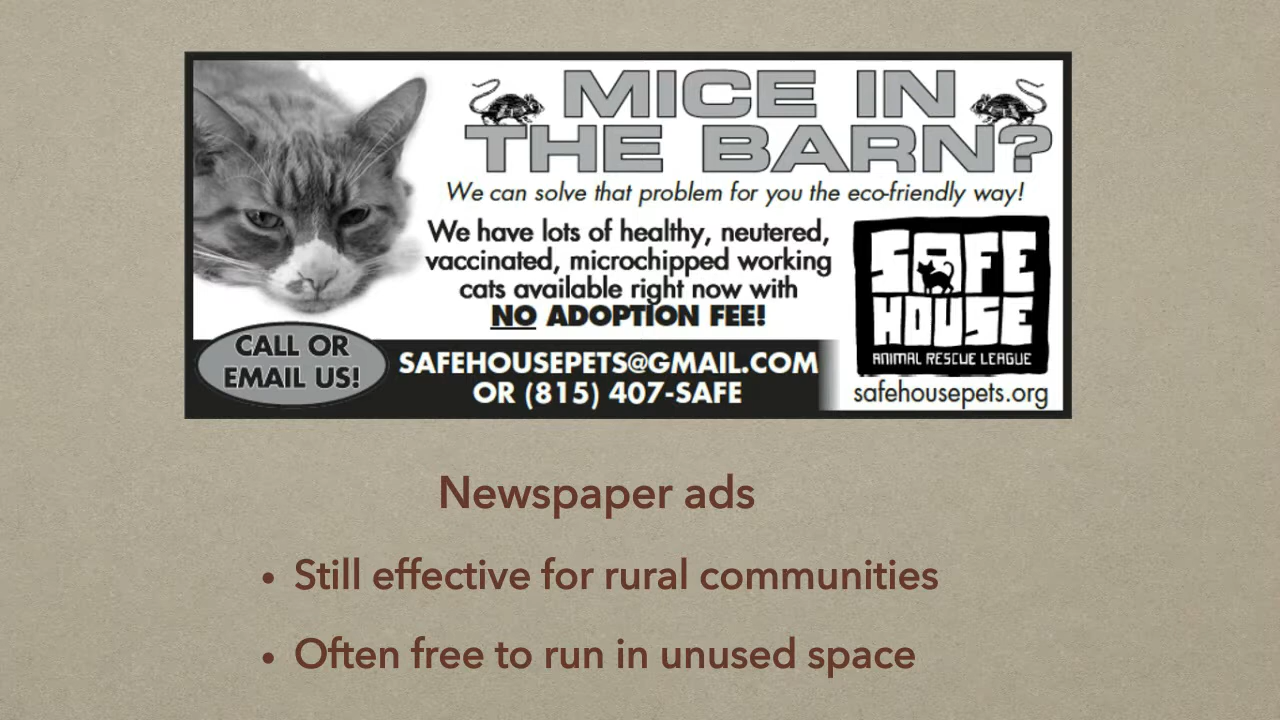 MICE IN
THE BARN?
We can solve that problem for you the eco-friendly way!
We have lots of healthy, neutered,
vaccinated, microchipped working
cats available right now with
NO ADOPTION FEE!
CALL OR
EMAIL US!
SAFEHOUSEPETS@GMAIL.COM
OR (815) 407-SAFE
SAFE
HOUSE
ANIMAL RESCUE LEAGUE
safehousepets.org
Newspaper ads
• Still effective for rural communities
• Often free to run in unused space